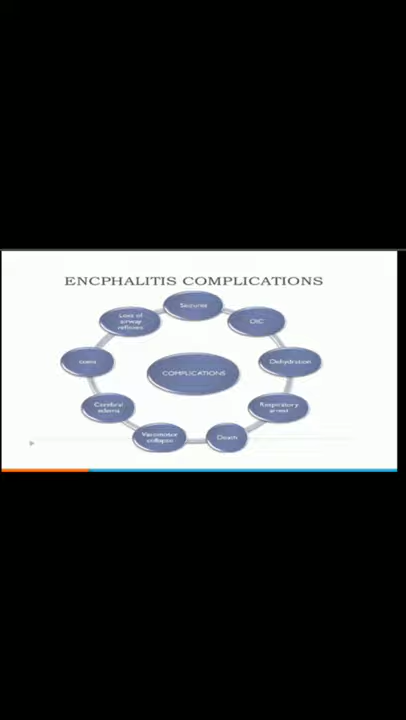 ENCPHALITIS COMPLICATIONS
Seizures
DIC
Dehydration
Respiratory
arrest
Death
Vasomotor
collapse
Cerebral
edema
coma
Loss of
airway
reflexes
COMPLICATIONS